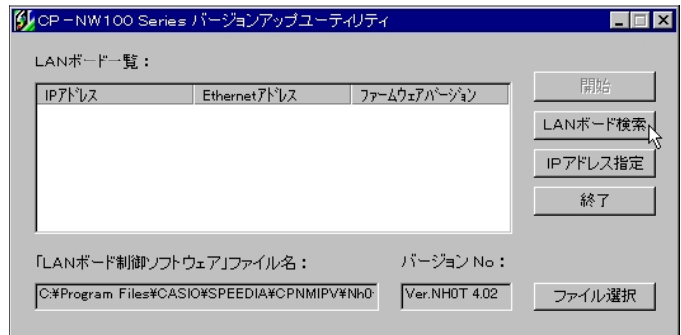 CP-NW100 Series バージョンアップユーティリティ
LANボード一覧：
IPアドレス Ethernetアドレス ファームウェアバージョン
開始
LANボード検索
IPアドレス指定
終了
「LANボード制御ソフトウェア」ファイル名： バージョン No：
C:¥Program Files¥CASIO¥SPEEDIA¥CPNMIPV¥Nh0 Ver.NH0T 4.02 ファイル選択